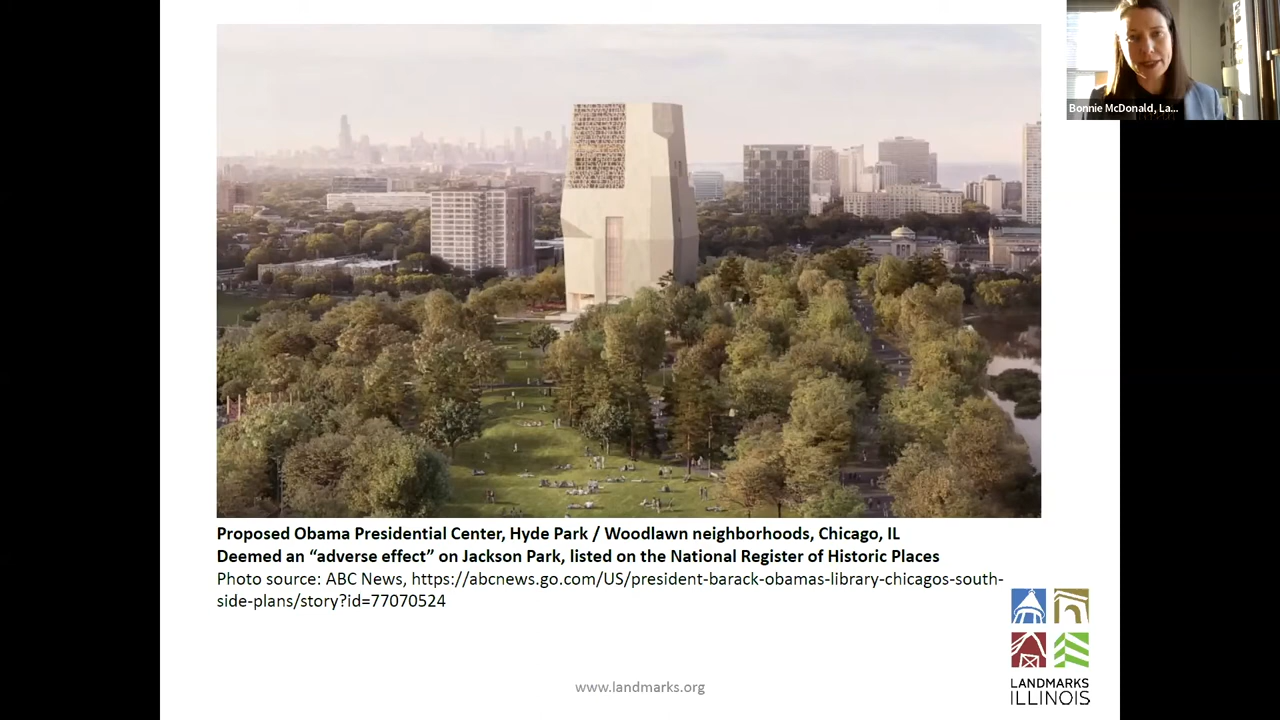 Bonnie McDonald, La...
Proposed Obama Presidential Center, Hyde Park / Woodlawn neighborhoods, Chicago, IL
Deemed an “adverse effect” on Jackson Park, listed on the National Register of Historic Places
Photo source: ABC News, https://abcnews.go.com/US/president-barack-obamas-library-chicagos-south-
side-plans/story?id=77070524
LANDMARKS
ILLINOIS
www.landmarks.org